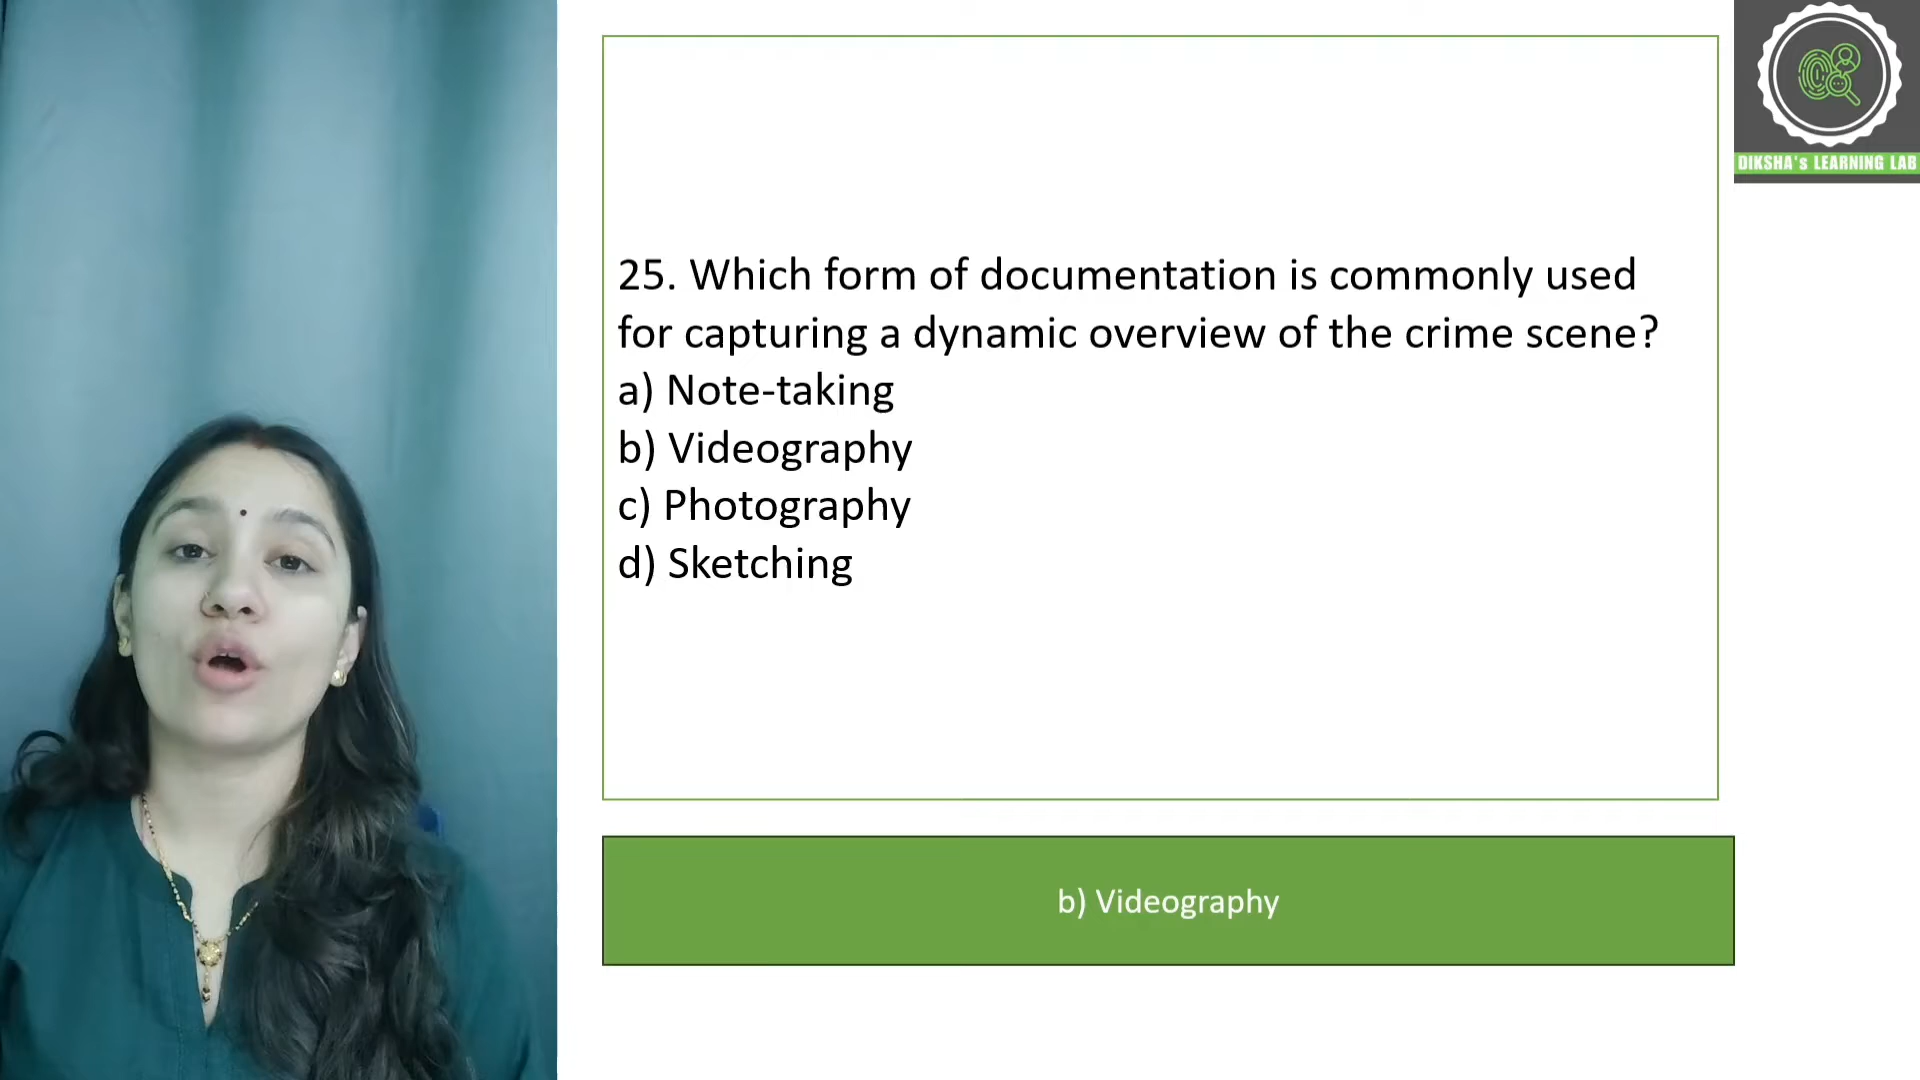 DIKSHA's LEARNING LAB
25. Which form of documentation is commonly used
for capturing a dynamic overview of the crime scene?
a) Note-taking
b) Videography
c) Photography
d) Sketching
b) Videography